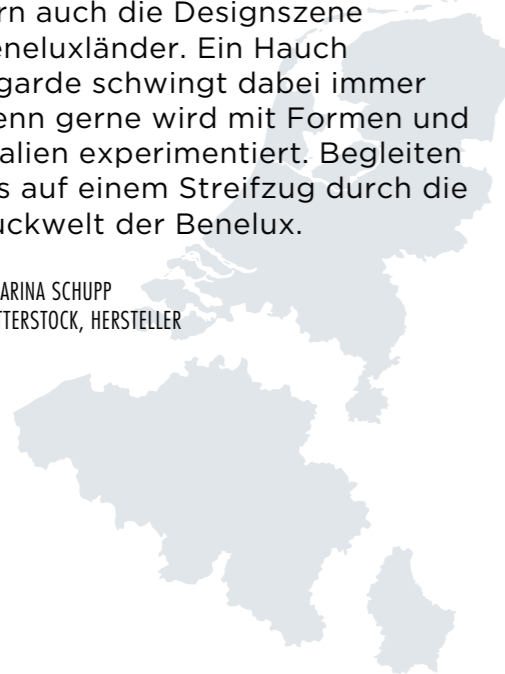 rn auch die Designszene
eneluxländer. Ein Hauch
garde schwingt dabei immer
enn gerne wird mit Formen und
alien experimentiert. Begleiten
s auf einem Streifzug durch die
uckwelt der Benelux.
ARINA SCHUPP
TTERSTOCK, HERSTELLER